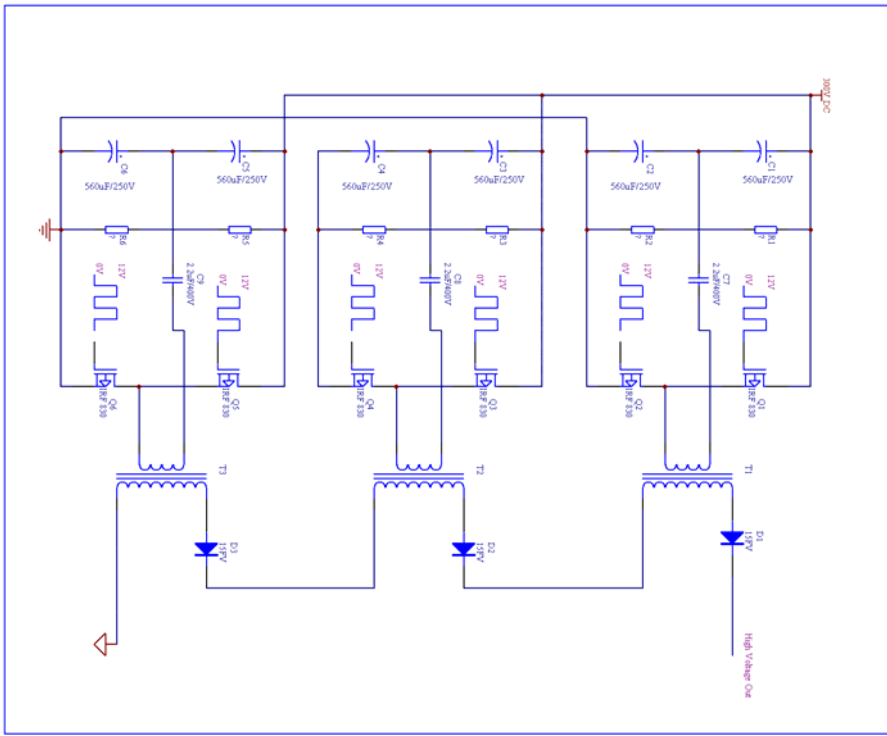 300V DC
C6
560uF/250V
C5
560uF/250V
C4
560uF/250V
C3
560uF/250V
C2
560uF/250V
C1
560uF/250V
R6
?
R5
?
R4
?
R3
?
R2
?
R1
?
12V
0V
C9
2.2uF/400V
12V
0V
12V
0V
C8
2.2uF/400V
12V
0V
12V
0V
C7
2.2uF/400V
12V
0V
Q6
IRF 830
Q5
IRF 830
Q4
IRF 830
Q3
IRF 830
Q2
IRF 830
Q1
IRF 830
T3
T2
T1
D3
D2
D1
High Voltage Out